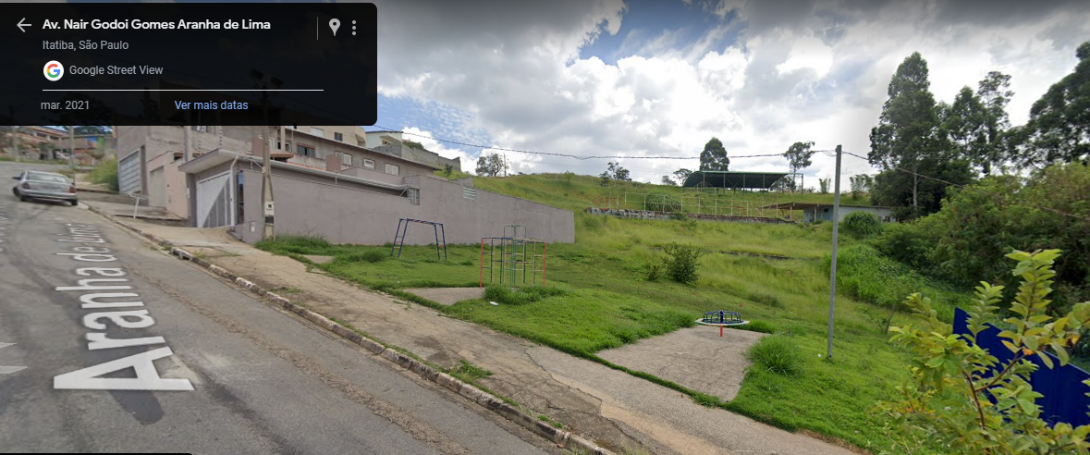 Av. Nair Godoi Gomes Aranha de Lima
Itatiba, São Paulo
Google Street View
mar. 2021
Ver mais datas
Aranha de Lima